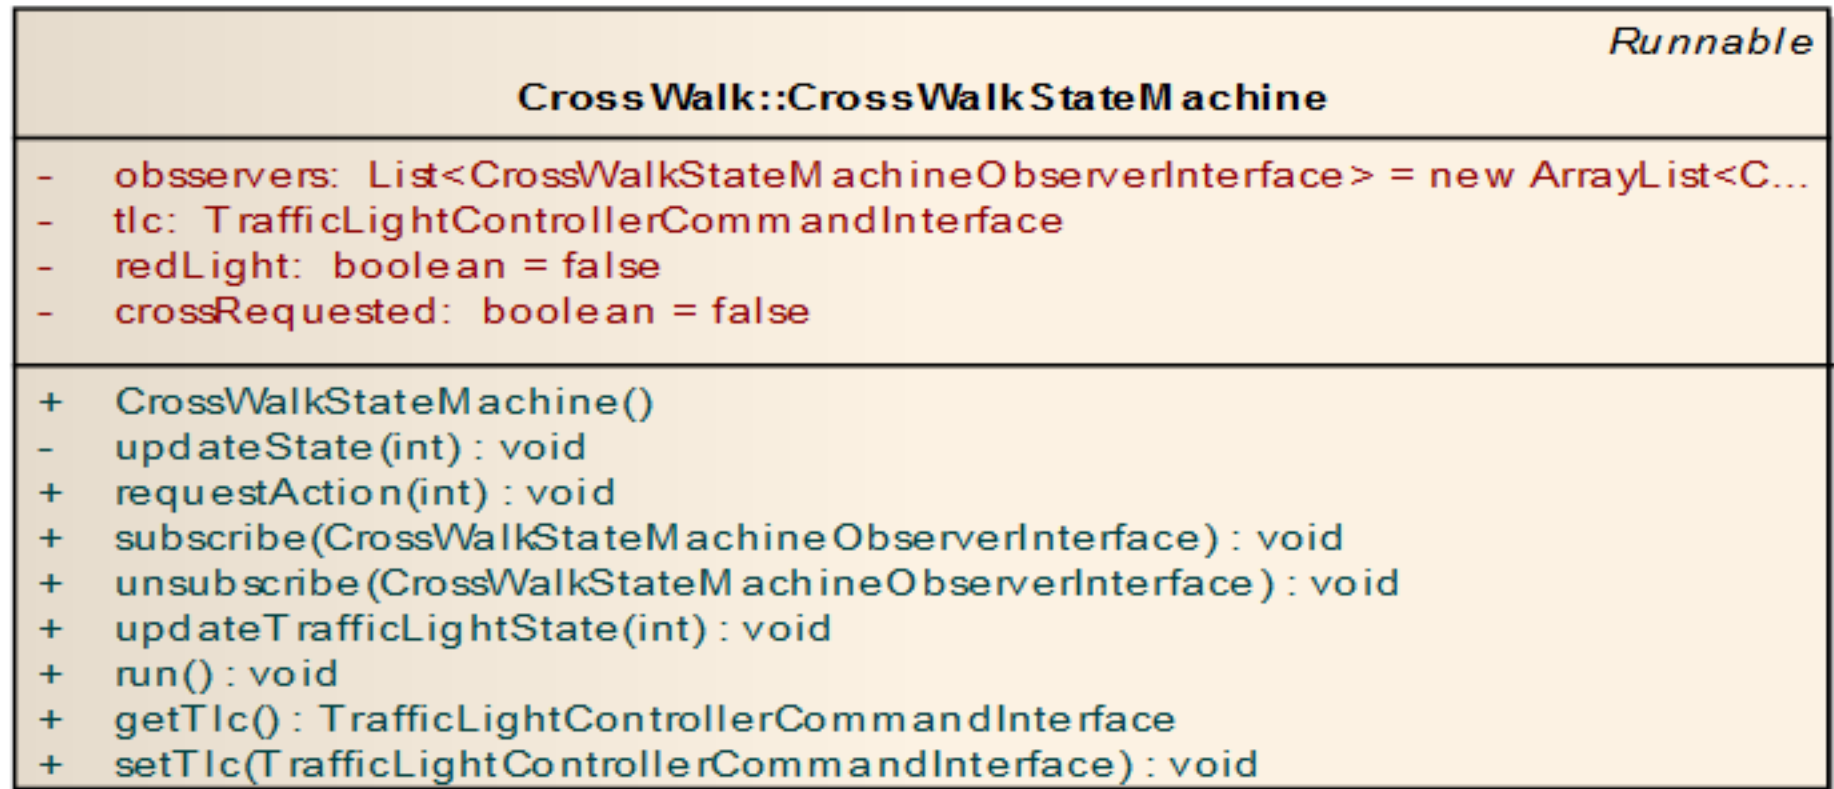 Runnable
CrossWalk::CrossWalkStateMachine
- obsservers: List<CrossWalkStateMachineObserverInterface> = new ArrayList<C...
- tlc: TrafficLightControllerCommandInterface
- redLight: boolean = false
- crossRequested: boolean = false
+ CrossWalkStateMachine()
- updateState(int) : void
+ requestAction(int) : void
+ subscribe(CrossWalkStateMachineObserverInterface) : void
+ unsubscribe(CrossWalkStateMachineObserverInterface) : void
+ updateTrafficLightState(int) : void
+ run() : void
+ getTlc() : TrafficLightControllerCommandInterface
+ setTlc(TrafficLightControllerCommandInterface) : void